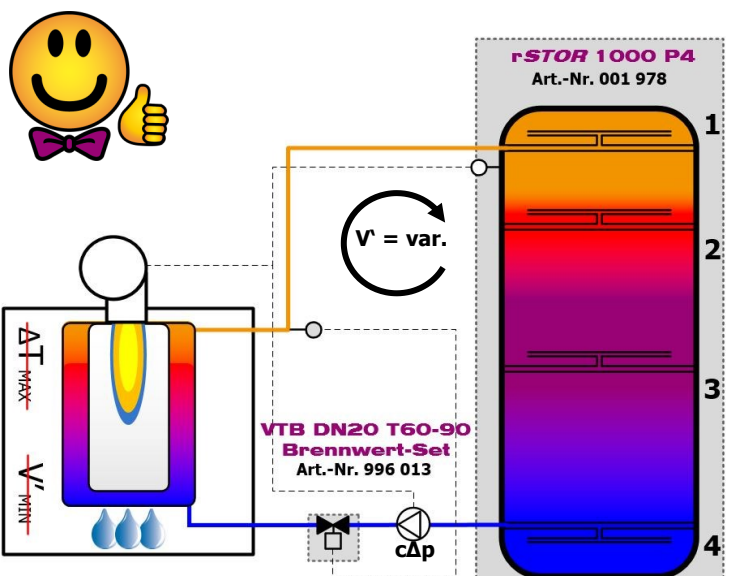 rSTOR 1000 P4
Art.-Nr. 001 978
1
V‘ = var.
2
ΔT MAX
3
VTB DN20 T60-90
Brennwert-Set
Art.-Nr. 996 013
V‘ MIN
cΔp
4